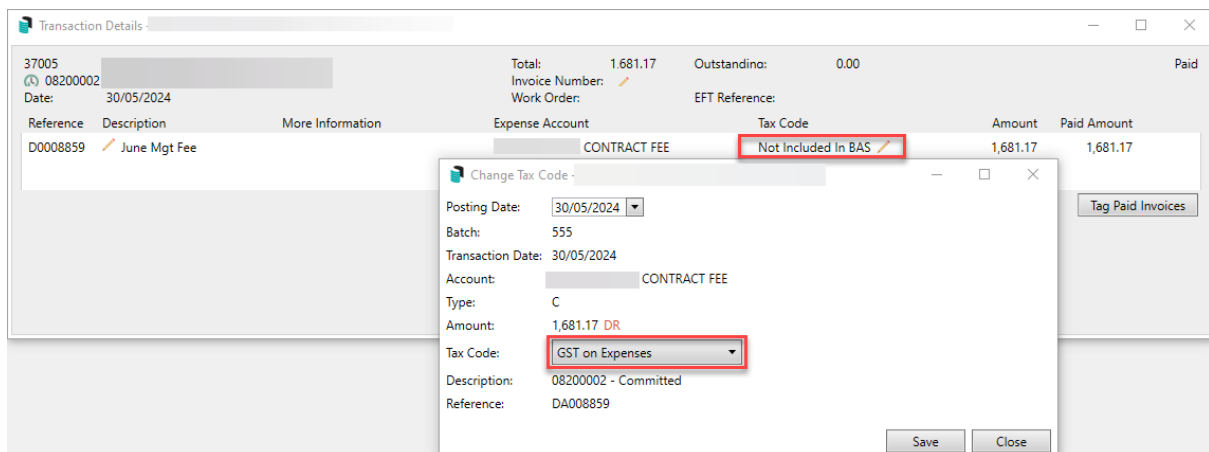 Transaction Details -
37005 Total: 1.681.17 Outstanding: 0.00 Paid
08200002 Invoice Number:
Date: 30/05/2024 Work Order: EFT Reference:
Reference Description More Information Expense Account Tax Code Amount Paid Amount
D0008859 June Mgt Fee CONTRACT FEE Not Included In BAS 1,681.17 1,681.17
Tag Paid Invoices
Change Tax Code -
Posting Date: 30/05/2024
Batch: 555
Transaction Date: 30/05/2024
Account: CONTRACT FEE
Type: C
Amount: 1,681.17 DR
Tax Code: GST on Expenses
Description: 08200002 - Committed
Reference: DA008859
Save Close